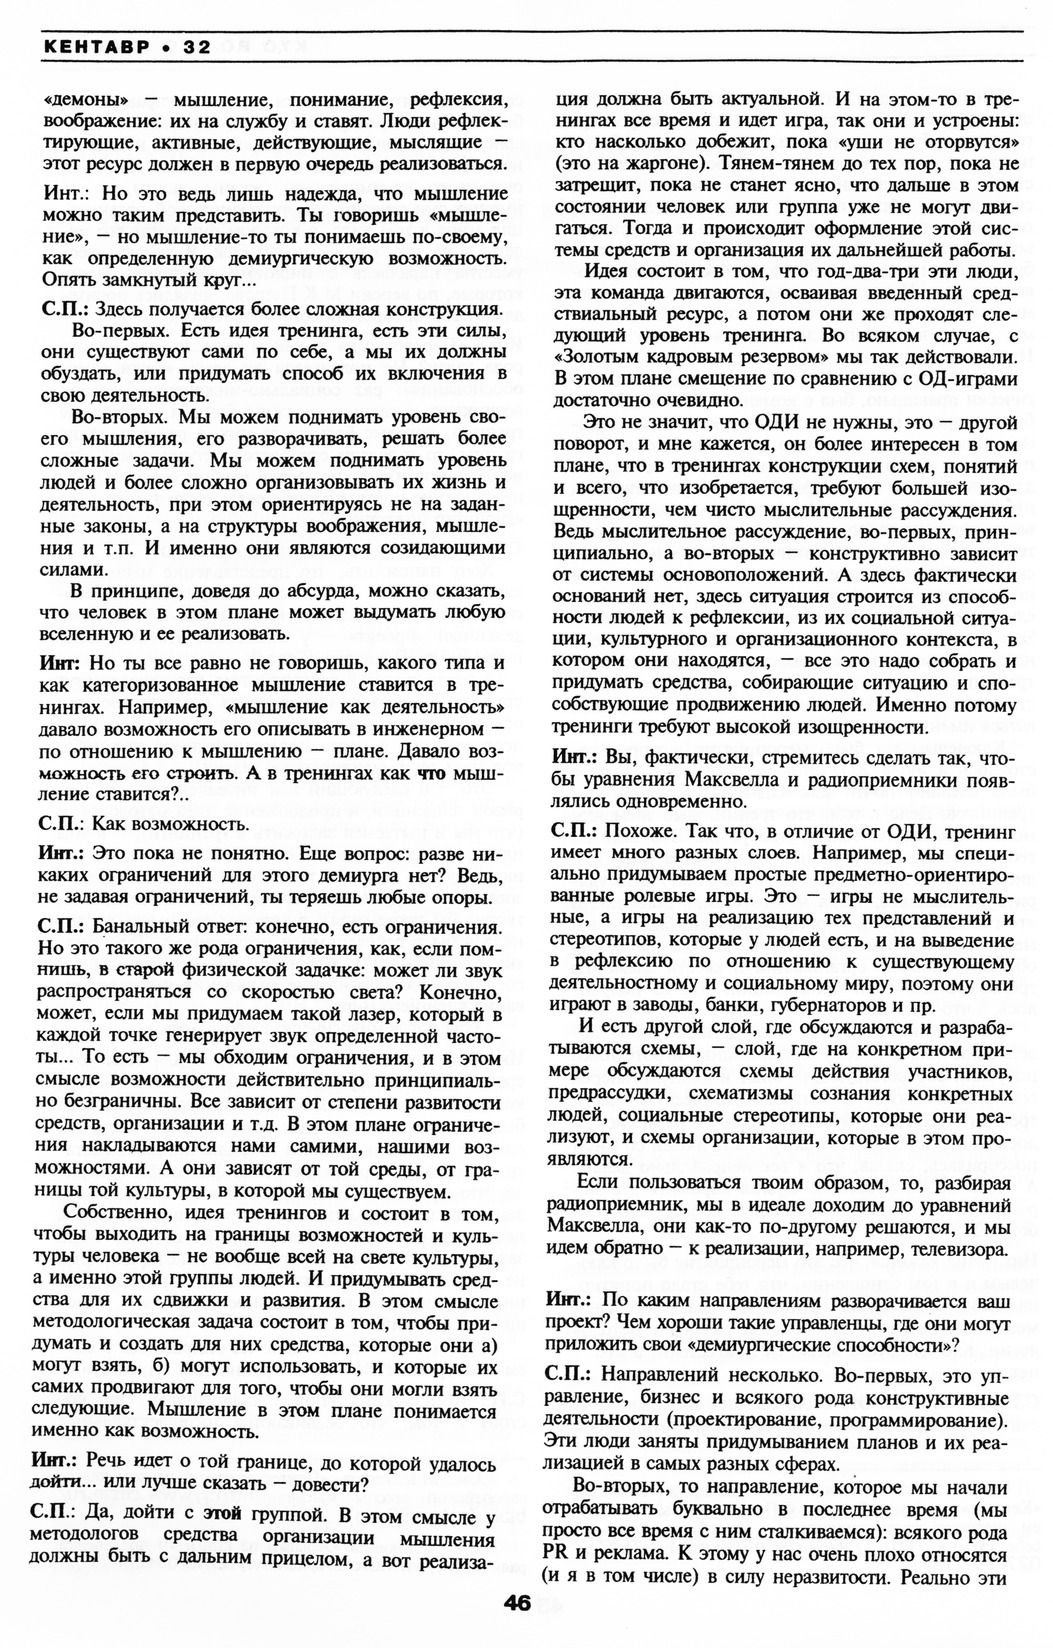 КЕНТАВР • 32
«демоны» — мышление, понимание, рефлексия,
воображение: их на службу и ставят. Люди рефлек-
тирующие, активные, действующие, мыслящие —
этот ресурс должен в первую очередь реализоваться.
Инт.: Но это ведь лишь надежда, что мышление
можно таким представить. Ты говоришь «мышле-
ние», — но мышление-то ты понимаешь по-своему,
как определенную демиургическую возможность.
Опять замкнутый круг...
С.П.: Здесь получается более сложная конструкция.
Во-первых. Есть идея тренинга, есть эти силы,
они существуют сами по себе, а мы их должны
обуздать, или придумать способ их включения в
свою деятельность.
Во-вторых. Мы можем поднимать уровень сво-
его мышления, его разворачивать, решать более
сложные задачи. Мы можем поднимать уровень
людей и более сложно организовывать их жизнь и
деятельность, при этом ориентируясь не на задан-
ные законы, а на структуры воображения, мышле-
ния и т.п. И именно они являются созидающими
силами.
В принципе, доведя до абсурда, можно сказать,
что человек в этом плане может выдумать любую
вселенную и ее реализовать.
Инт: Но ты все равно не говоришь, какого типа и
как категоризованное мышление ставится в тре-
нингах. Например, «мышление как деятельность»
давало возможность его описывать в инженерном —
по отношению к мышлению — плане. Давало воз-
можность его строить. А в тренингах как что мыш-
ление ставится?..
С.П.: Как возможность.
Инт.: Это пока не понятно. Еще вопрос: разве ни-
каких ограничений для этого демиурга нет? Ведь,
не задавая ограничений, ты теряешь любые опоры.
С.П.: Банальный ответ: конечно, есть ограничения.
Но это такого же рода ограничения, как, если пом-
нишь, в старой физической задачке: может ли звук
распространяться со скоростью света? Конечно,
может, если мы придумаем такой лазер, который в
каждой точке генерирует звук определенной часто-
ты... То есть — мы обходим ограничения, и в этом
смысле возможности действительно принципиаль-
но безграничны. Все зависит от степени развитости
средств, организации и т.д. В этом плане ограниче-
ния накладываются нами самими, нашими воз-
можностями. А они зависят от той среды, от гра-
ницы той культуры, в которой мы существуем.
Собственно, идея тренингов и состоит в том,
чтобы выходить на границы возможностей и куль-
туры человека — не вообще всей на свете культуры,
а именно этой группы людей. И придумывать сред-
ства для их сдвижки и развития. В этом смысле
методологическая задача состоит в том, чтобы при-
думать и создать для них средства, которые они а)
могут взять, б) могут использовать, и которые их
самих продвигают для того, чтобы они могли взять
следующие. Мышление в этом плане понимается
именно как возможность.
Инт.: Речь идет о той границе, до которой удалось
дойти... или лучше сказать — довести?
С.П.: Да, дойти с этой группой. В этом смысле у
методологов средства организации мышления
должны быть с дальним прицелом, а вот реализа-
ция должна быть актуальной. И на этом-то в тре-
нингах все время и идет игра, так они и устроены:
кто насколько добежит, пока «уши не оторвутся»
(это на жаргоне). Тянем-тянем до тех пор, пока не
затрещит, пока не станет ясно, что дальше в этом
состоянии человек или группа уже не могут дви-
гаться. Тогда и происходит оформление этой сис-
темы средств и организация их дальнейшей работы.
Идея состоит в том, что год-два-три эти люди,
эта команда двигаются, осваивая введенный сред-
ствиальный ресурс, а потом они же проходят сле-
дующий уровень тренинга. Во всяком случае, с
«Золотым кадровым резервом» мы так действовали.
В этом плане смещение по сравнению с ОД-играми
достаточно очевидно.
Это не значит, что ОДИ не нужны, это — другой
поворот, и мне кажется, он более интересен в том
плане, что в тренингах конструкции схем, понятий
и всего, что изобретается, требуют большей изо-
щренности, чем чисто мыслительные рассуждения.
Ведь мыслительное рассуждение, во-первых, прин-
ципиально, а во-вторых — конструктивно зависит
от системы основоположений. А здесь фактически
оснований нет, здесь ситуация строится из способ-
ности людей к рефлексии, из их социальной ситуа-
ции, культурного и организационного контекста, в
котором они находятся, — все это надо собрать и
придумать средства, собирающие ситуацию и спо-
собствующие продвижению людей. Именно потому
тренинги требуют высокой изощренности.
Инт.: Вы, фактически, стремитесь сделать так, что-
бы уравнения Максвелла и радиоприемники появ-
лялись одновременно.
С.П.: Похоже. Так что, в отличие от ОДИ, тренинг
имеет много разных слоев. Например, мы специ-
ально придумываем простые предметно-ориентиро-
ванные ролевые игры. Это — игры не мыслитель-
ные, а игры на реализацию тех представлений и
стереотипов, которые у людей есть, и на выведение
в рефлексию по отношению к существующему
деятельностному и социальному миру, поэтому они
играют в заводы, банки, губернаторов и пр.
И есть другой слой, где обсуждаются и разраба-
тываются схемы, — слой, где на конкретном при-
мере обсуждаются схемы действия участников,
предрассудки, схематизмы сознания конкретных
людей, социальные стереотипы, которые они реа-
лизуют, и схемы организации, которые в этом про-
являются.
Если пользоваться твоим образом, то, разбирая
радиоприемник, мы в идеале доходим до уравнений
Максвелла, они как-то по-другому решаются, и мы
идем обратно — к реализации, например, телевизора.
Инт.: По каким направлениям разворачивается ваш
проект? Чем хороши такие управленцы, где они могут
приложить свои «демиургические способности»?
С.П.: Направлений несколько. Во-первых, это уп-
равление, бизнес и всякого рода конструктивные
деятельности (проектирование, программирование).
Эти люди заняты придумыванием планов и их реа-
лизацией в самых разных сферах.
Во-вторых, то направление, которое мы начали
отрабатывать буквально в последнее время (мы
просто все время с ним сталкиваемся): всякого рода
PR и реклама. К этому у нас очень плохо относятся
(и я в том числе) в силу неразвитости. Реально эти
46